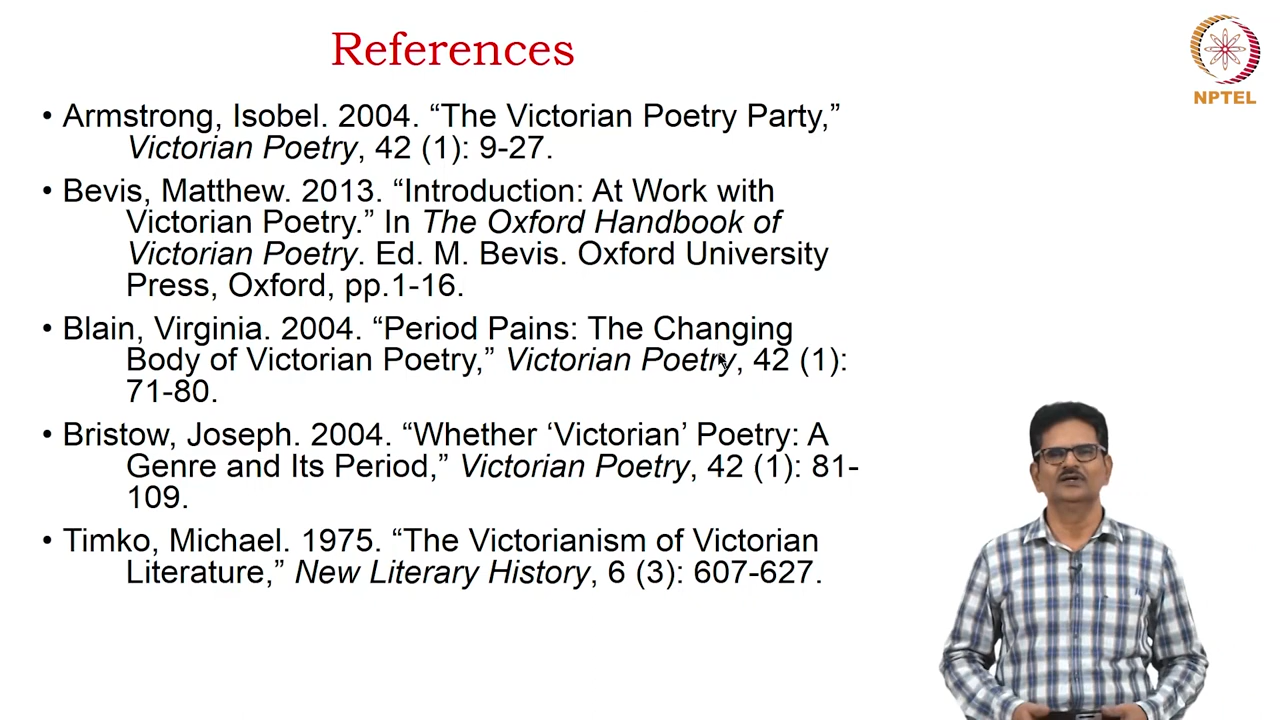 References
NPTEL
• Armstrong, Isobel. 2004. “The Victorian Poetry Party,”
Victorian Poetry, 42 (1): 9-27.
• Bevis, Matthew. 2013. “Introduction: At Work with
Victorian Poetry.” In The Oxford Handbook of
Victorian Poetry. Ed. M. Bevis. Oxford University
Press, Oxford, pp.1-16.
• Blain, Virginia. 2004. “Period Pains: The Changing
Body of Victorian Poetry,” Victorian Poetry, 42 (1):
71-80.
• Bristow, Joseph. 2004. “Whether ‘Victorian’ Poetry: A
Genre and Its Period,” Victorian Poetry, 42 (1): 81-
109.
• Timko, Michael. 1975. “The Victorianism of Victorian
Literature,” New Literary History, 6 (3): 607-627.